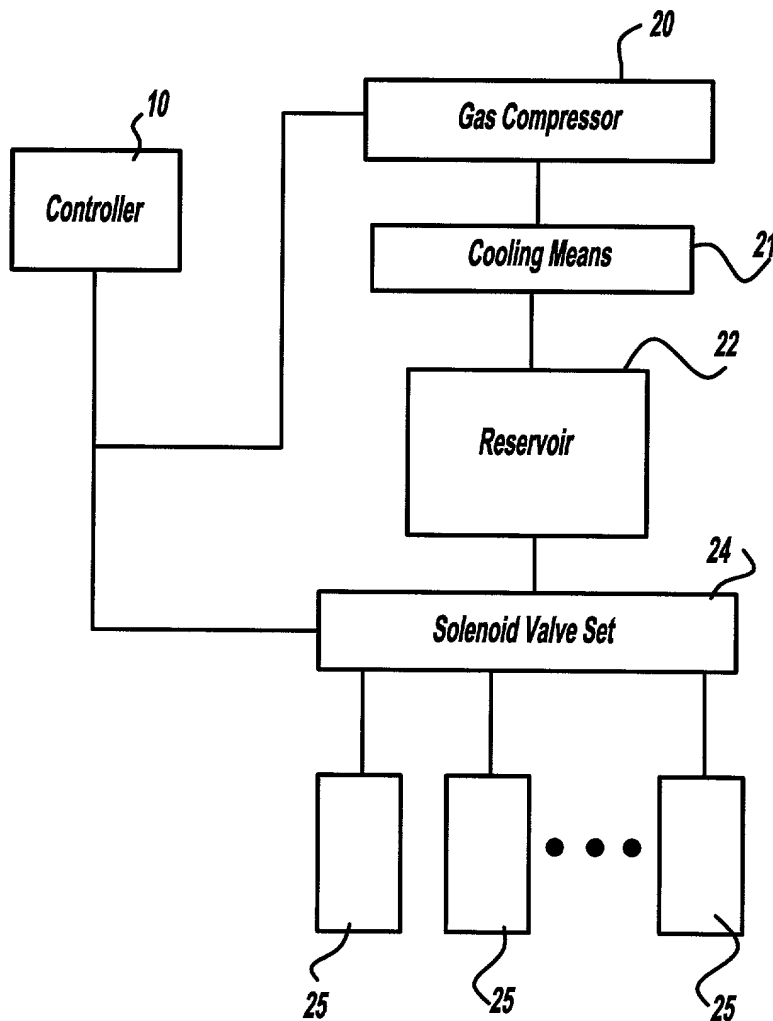 20
10
Gas Compressor
Controller
Cooling Means
21
22
Reservoir
24
Solenoid Valve Set
25
25
25